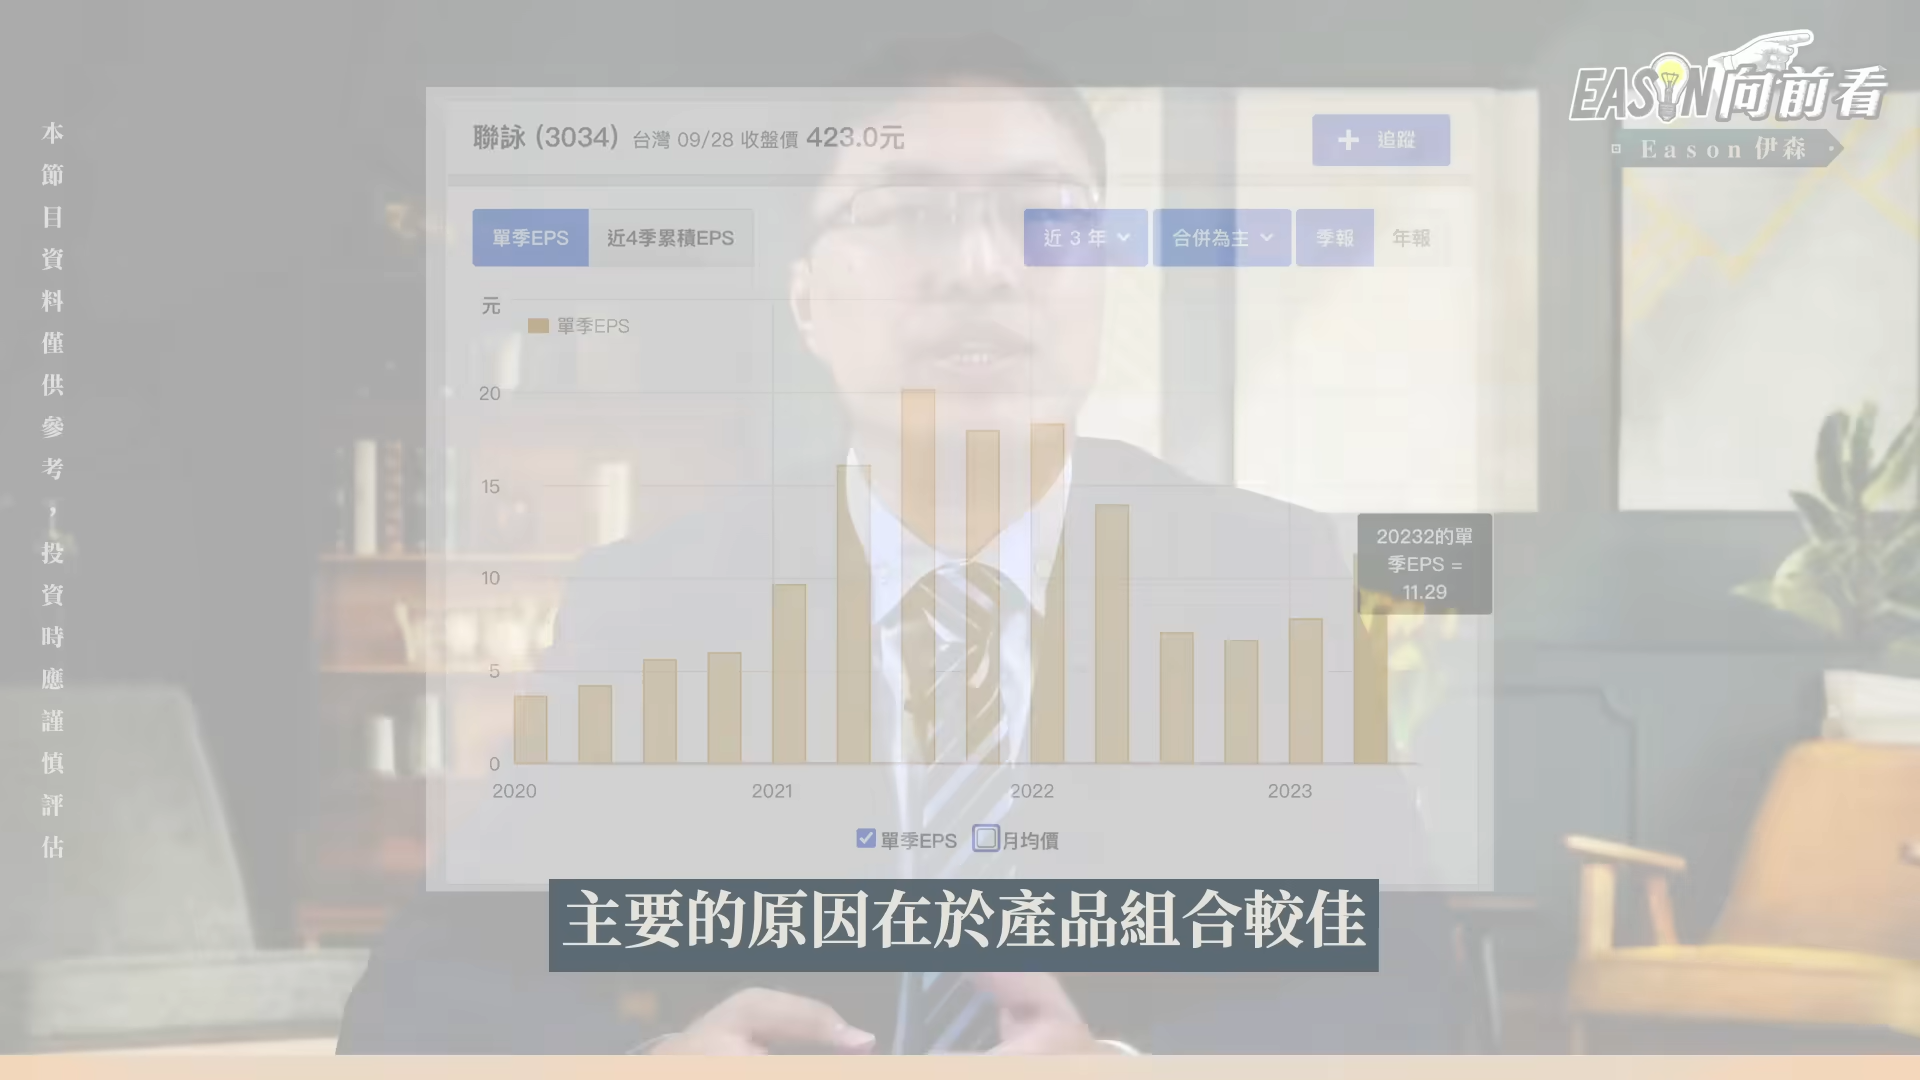 EASON向前看
Eason 伊森
本節目資料僅供參考，投資時應謹慎評估
聯詠 (3034) 台灣 09/28 收盤價 423.0元
+ 追蹤
單季EPS 近4季累積EPS 近 3 年 合併為主 季報 年報
元
單季EPS
20
15
10
5
0
20232的單
季EPS =
11.29
2020 2021 2022 2023
單季EPS 月均價
主要的原因在於產品組合較佳